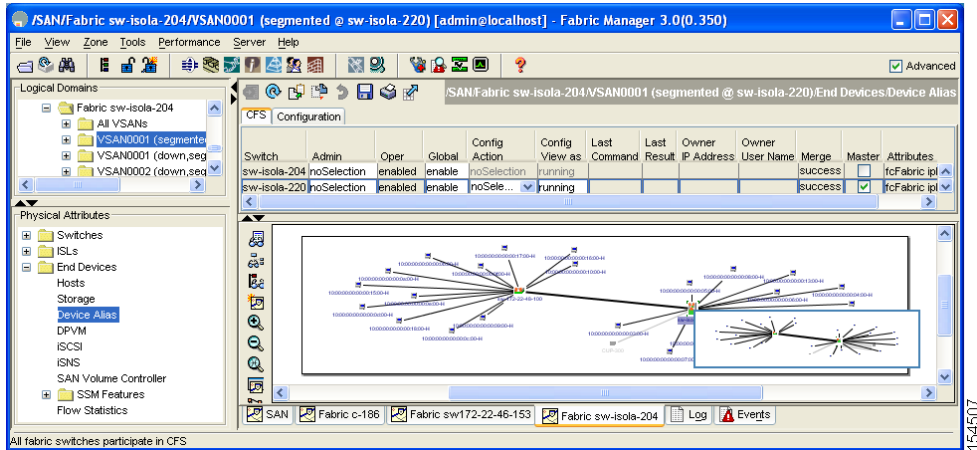 /SAN/Fabric sw-isola-204/VSAN0001 (segmented @ sw-isola-220) [admin@localhost] - Fabric Manager 3.0(0.350)
File View Zone Tools Performance Server Help
Advanced
Logical Domains
Fabric sw-isola-204
All VSANs
VSAN0001 (segmente
VSAN0001 (down,seg
VSAN0002 (down,seg
/SAN/Fabric sw-isola-204/VSAN0001 (segmented @ sw-isola-220)/End Devices/Device Alias
CFS Configuration
Switch Admin Oper Global Config Action Config View as Last Command Last Result Owner IP Address Owner User Name Merge Master Attributes
sw-isola-204 noSelection enabled enable noSelection running success fcFabric ipl
sw-isola-220 noSelection enabled enable noSele... running success fcFabric ipl
Physical Attributes
Switches
ISLs
End Devices
Hosts
Storage
Device Alias
DPVM
iSCSI
iSNS
SAN Volume Controller
SSM Features
Flow Statistics
SAN Fabric c-186 Fabric sw172-22-46-153 Fabric sw-isola-204 Log Events
All fabric switches participate in CFS
154507